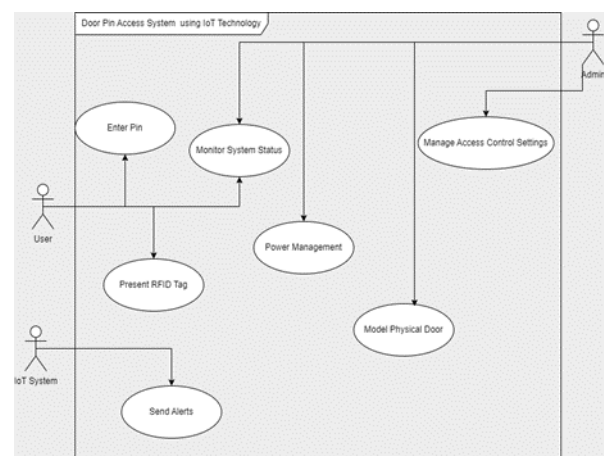 Door Pin Access System using IoT Technology
Admin
Enter Pin
Monitor System Status
Manage Access Control Settings
User
Power Management
Present RFID Tag
Model Physical Door
IoT System
Send Alerts